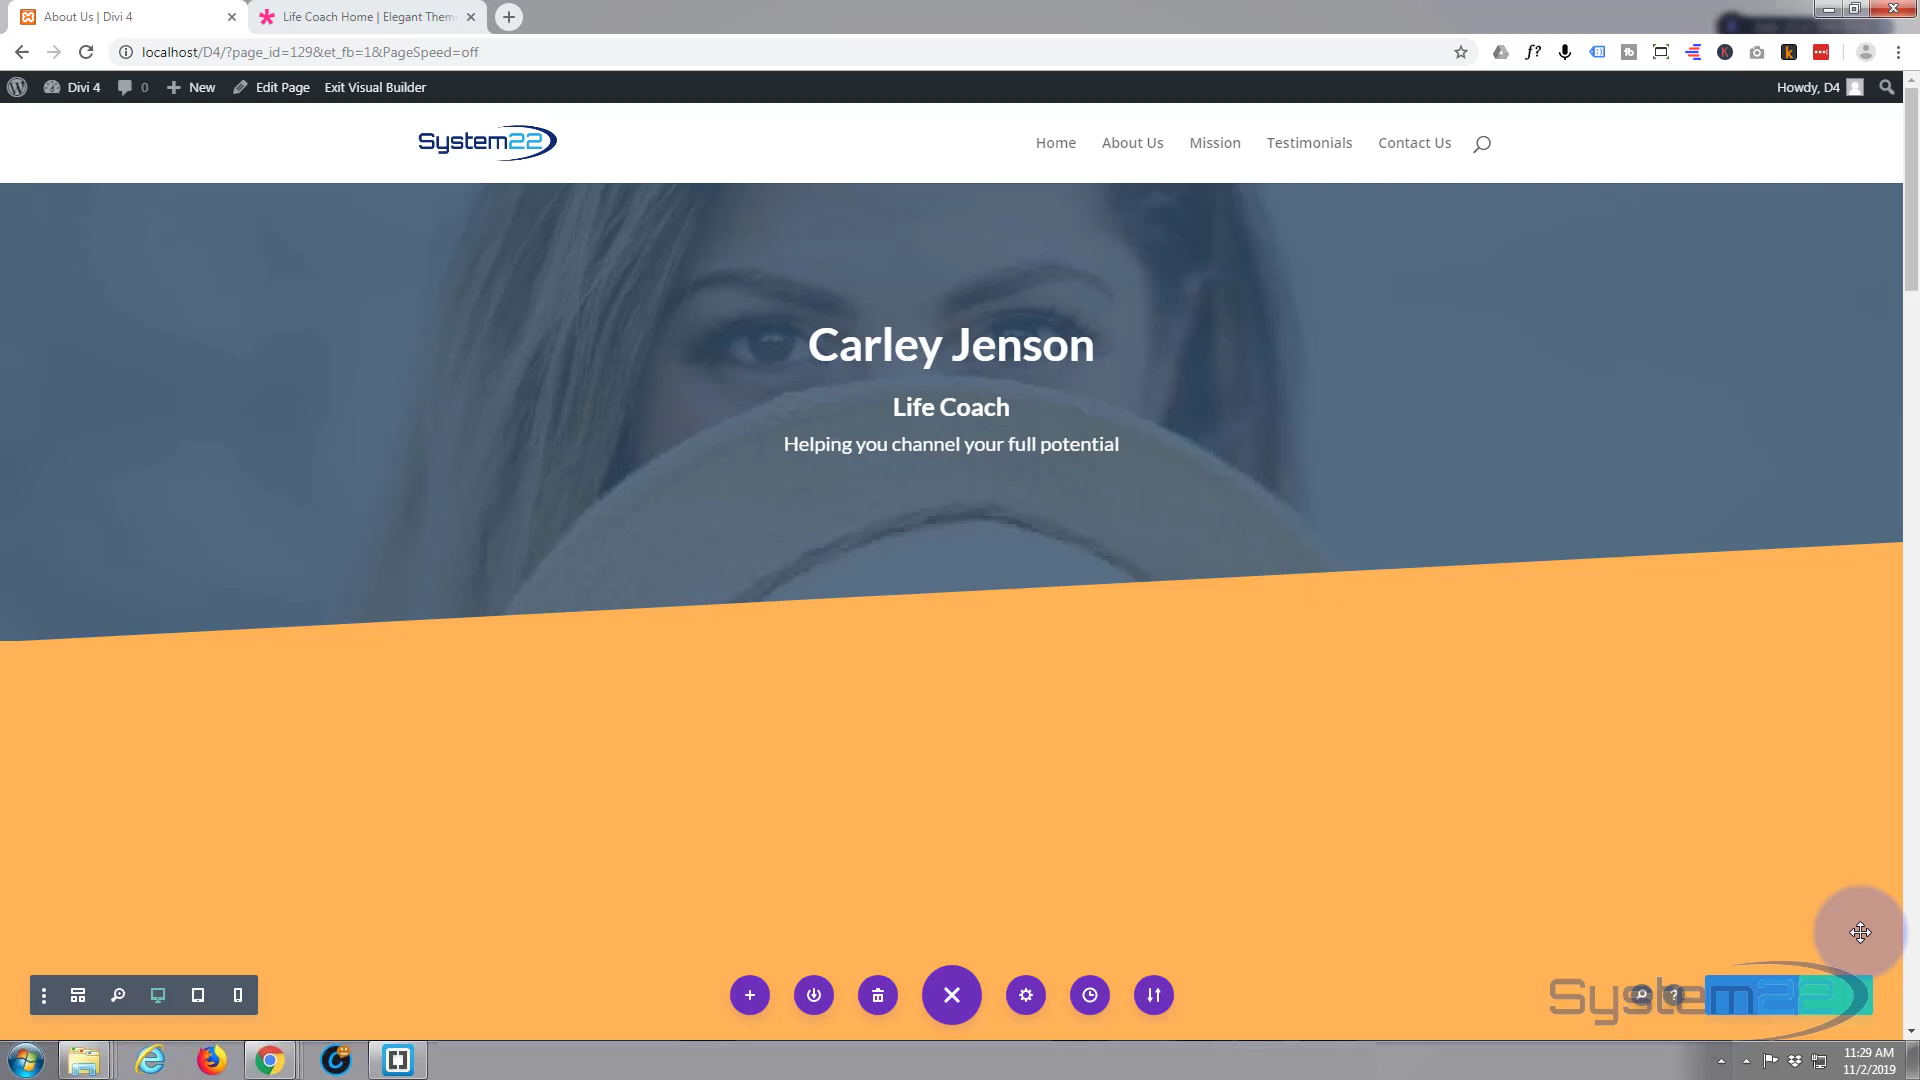 About Us | Divi 4
Life Coach Home | Elegant Them
localhost/D4/?page_id=129&et_fb=1&PageSpeed=off
Divi 4
0
New
Edit Page
Exit Visual Builder
Howdy, D4
System22
Home
About Us
Mission
Testimonials
Contact Us
Carley Jenson
Life Coach
Helping you channel your full potential
System22
11:29 AM
11/2/2019